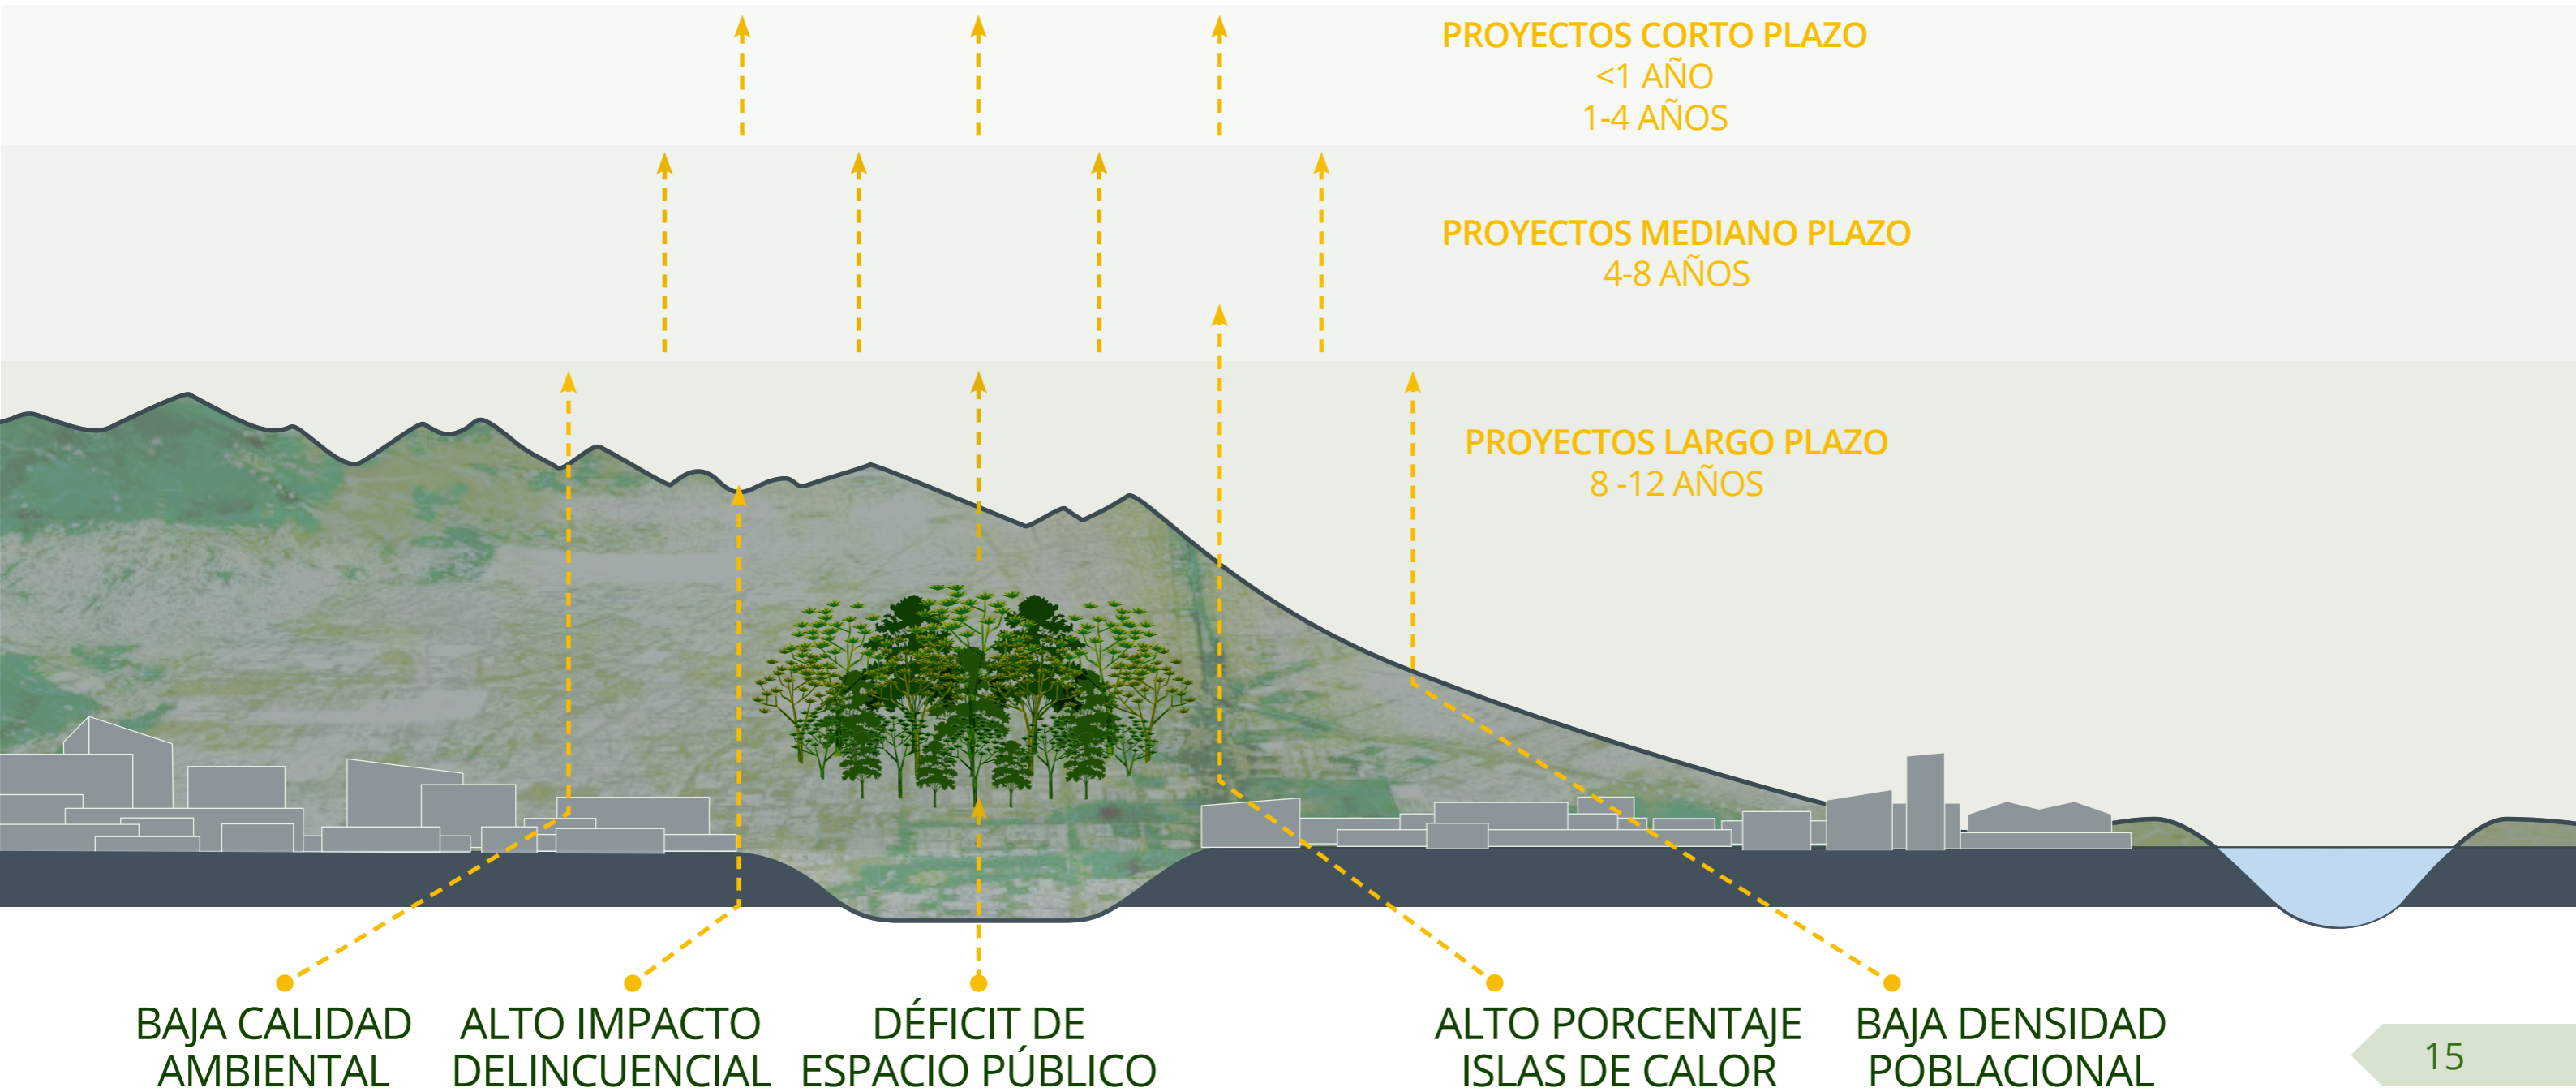 PROYECTOS CORTO PLAZO
<1 AÑO
1-4 AÑOS
PROYECTOS MEDIANO PLAZO
4-8 AÑOS
PROYECTOS LARGO PLAZO
8 -12 AÑOS
BAJA CALIDAD
AMBIENTAL
ALTO IMPACTO
DELINCUENCIAL
DÉFICIT DE
ESPACIO PÚBLICO
ALTO PORCENTAJE
ISLAS DE CALOR
BAJA DENSIDAD
POBLACIONAL
15